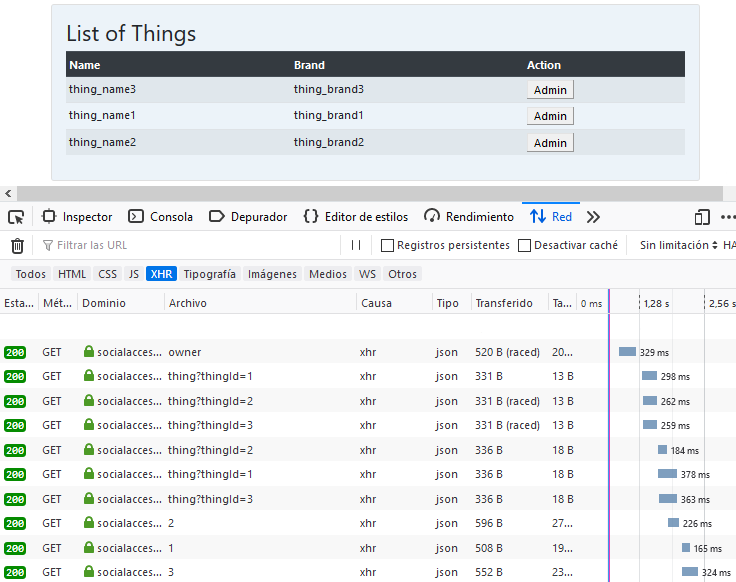 List of Things
Name Brand Action
thing_name3 thing_brand3 Admin
thing_name1 thing_brand1 Admin
thing_name2 thing_brand2 Admin
Inspector Consola Depurador Editor de estilos Rendimiento Red
Filtrar las URL Registros persistentes Desactivar caché Sin limitación HA
Todos HTML CSS JS XHR Tipografía Imágenes Medios WS Otros
Esta... Mét... Dominio Archivo Causa Tipo Transferido Ta... 0 ms 1,28 s 2,56 s
200 GET socialacces... owner xhr json 520 B (raced) 20... 329 ms
200 GET socialacces... thing?thingId=1 xhr json 331 B 13 B 298 ms
200 GET socialacces... thing?thingId=2 xhr json 331 B (raced) 13 B 262 ms
200 GET socialacces... thing?thingId=3 xhr json 331 B (raced) 13 B 259 ms
200 GET socialacces... thing?thingId=2 xhr json 336 B 18 B 184 ms
200 GET socialacces... thing?thingId=1 xhr json 336 B 18 B 378 ms
200 GET socialacces... thing?thingId=3 xhr json 336 B 18 B 363 ms
200 GET socialacces... 2 xhr json 596 B 27... 226 ms
200 GET socialacces... 1 xhr json 508 B 19... 165 ms
200 GET socialacces... 3 xhr json 552 B 23... 324 ms